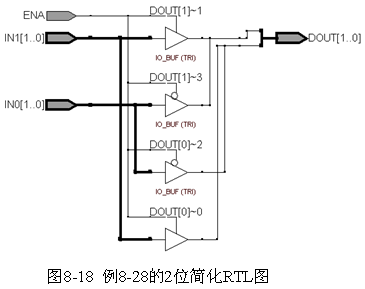 ENA
DOUT[1]~1
IN1[1..0]
DOUT[1..0]
IO_BUF (TRI)
DOUT[1]~3
IN0[1..0]
IO_BUF (TRI)
DOUT[0]~2
IO_BUF (TRI)
DOUT[0]~0
图8-18 例8-28的2位简化RTL图